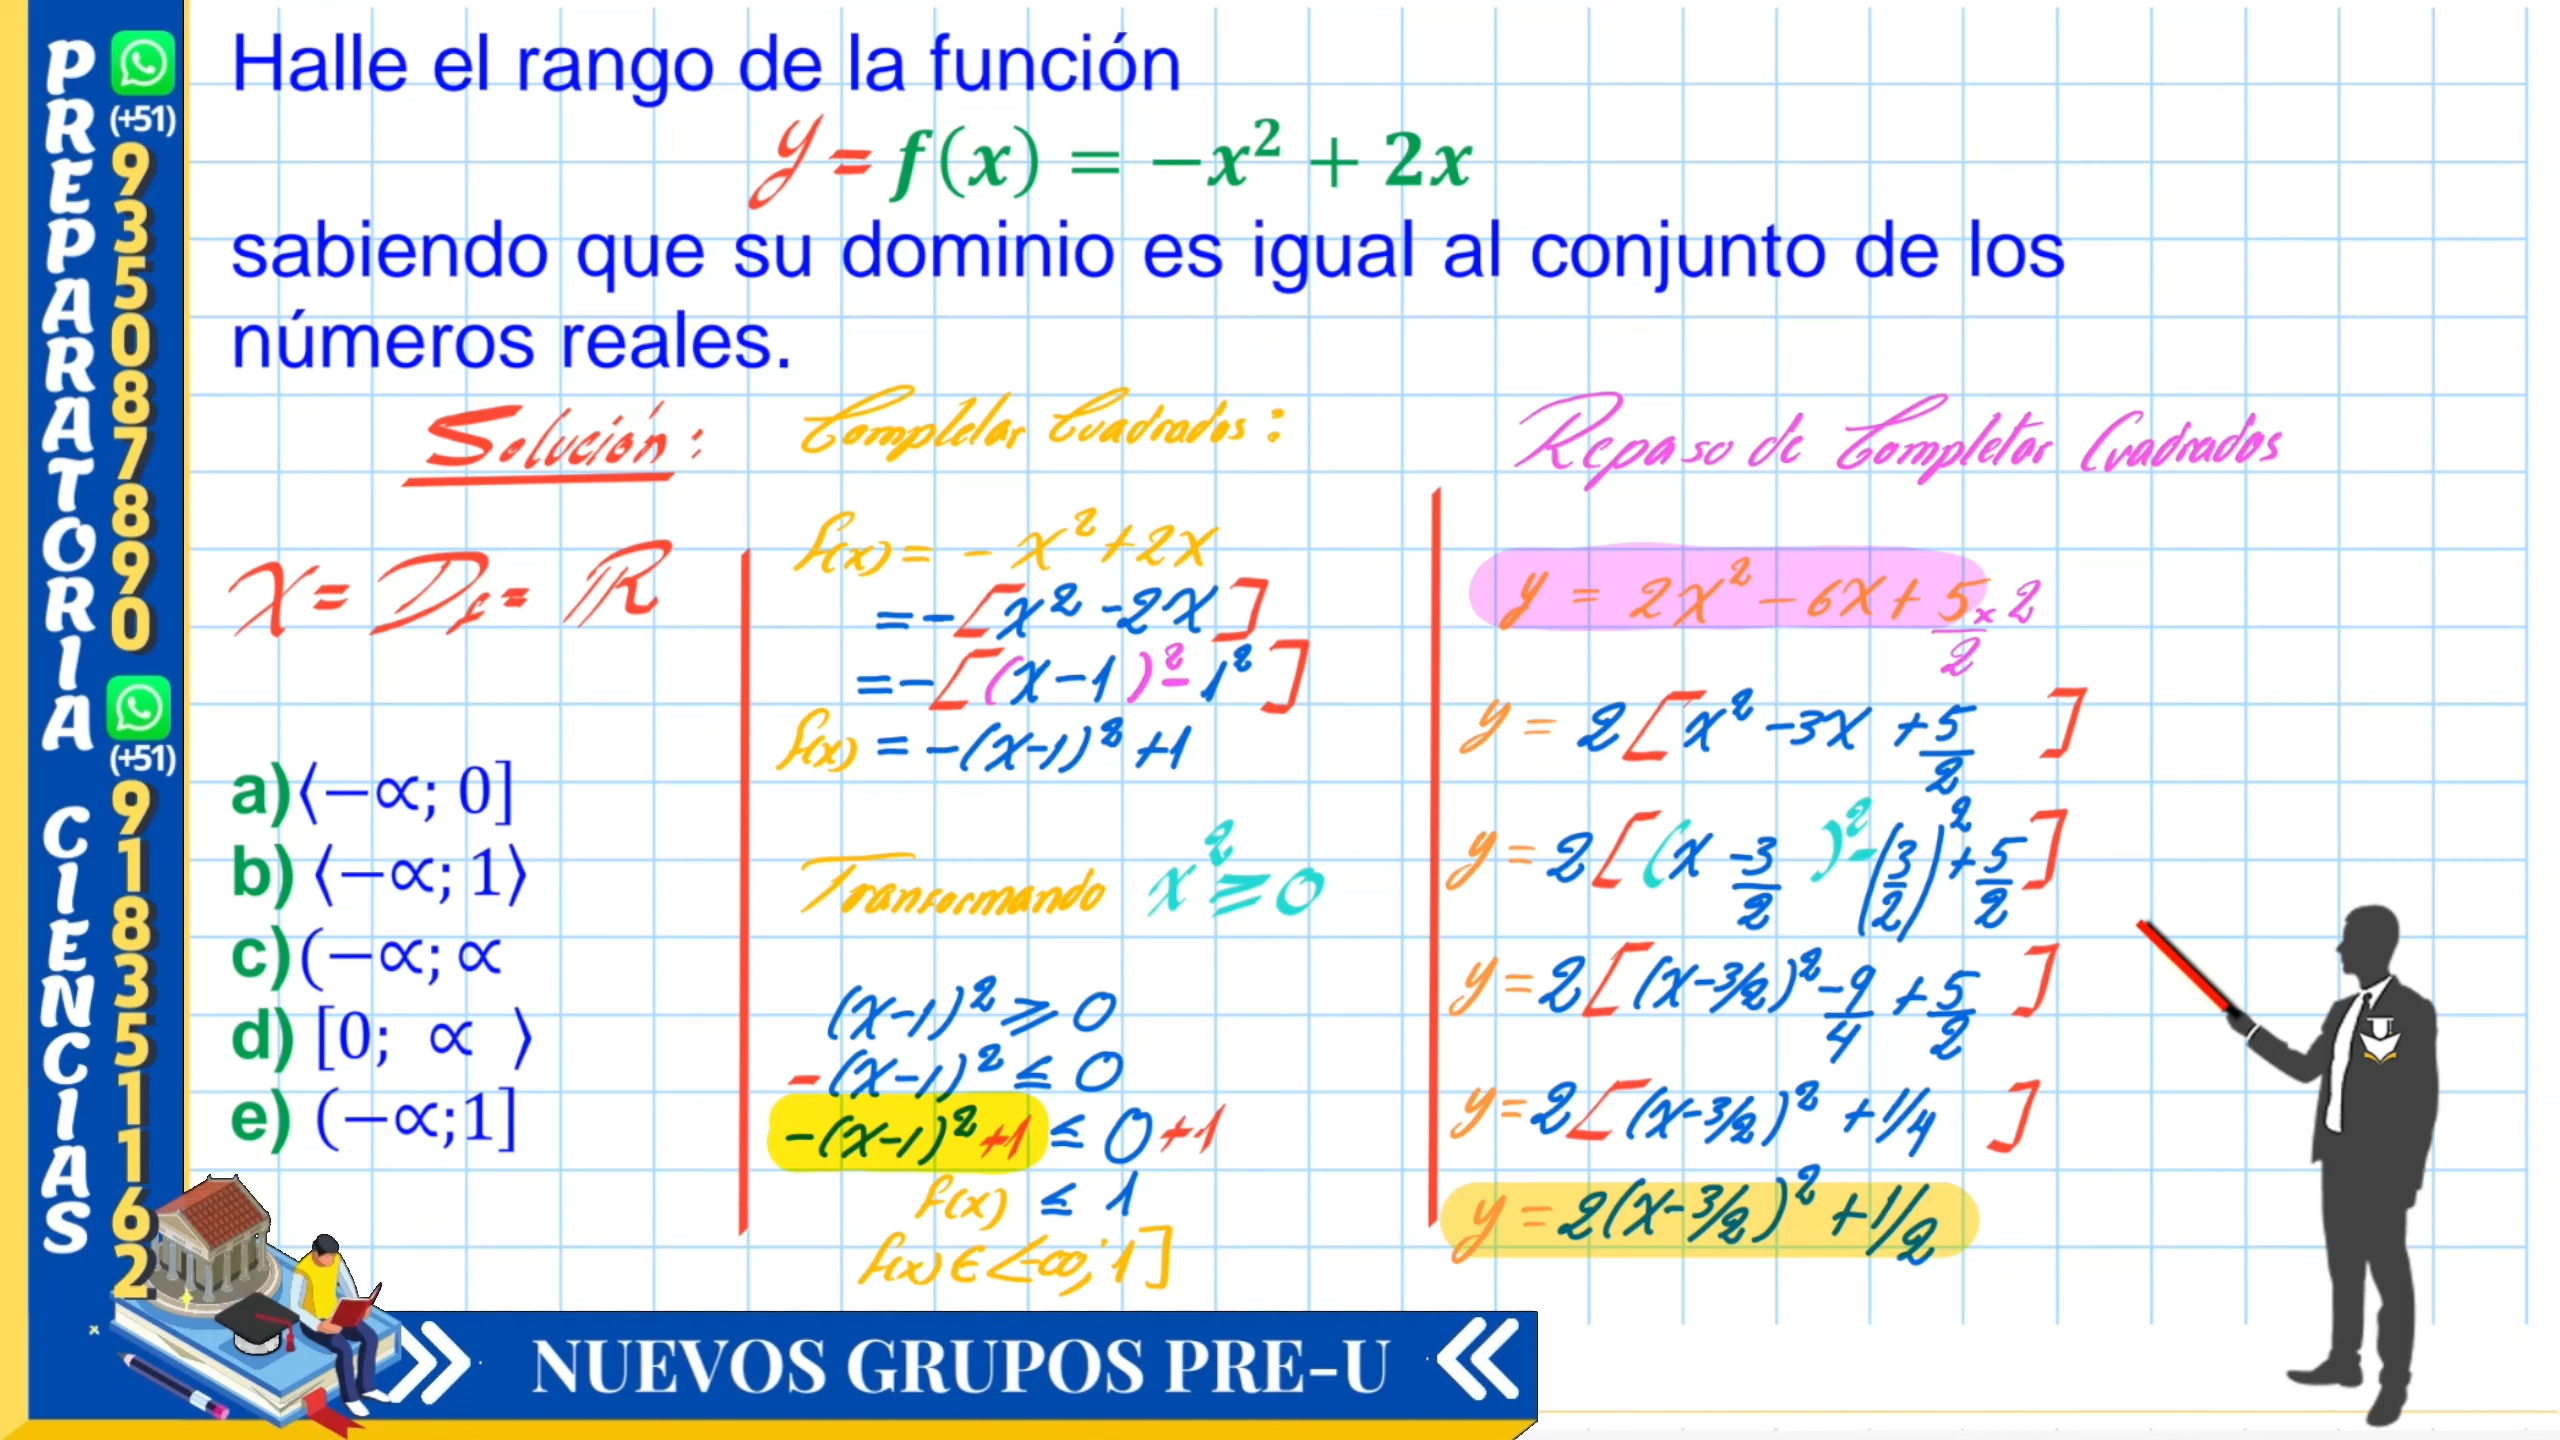 PREPARATORIA CIENCIAS
(+51)
935087890
(+51)
918351162
Halle el rango de la función
y = f(x) = −x² + 2x
sabiendo que su dominio es igual al conjunto de los
números reales.
Solución:
X = Df = ℝ
a)⟨−∝; 0]
b) ⟨−∝; 1⟩
c)(−∝; ∝
d) [0; ∝ ⟩
e) (−∝;1]
Completar Cuadrados:
f(x) = - x² + 2x
= -[x² - 2x]
= -[(x-1)² - 1²]
f(x) = -(x-1)² + 1
Transformando x² ≥ 0
(x-1)² ≥ 0
-(x-1)² ≤ 0
-(x-1)² + 1 ≤ 0 + 1
f(x) ≤ 1
f(x) ∈ <-∞; 1]
Repaso de Completar Cuadrados
y = 2x² - 6x + 5 x 2/2
y = 2[x² - 3x + 5/2 ]
y = 2[(x - 3/2 )² - (3/2)² + 5/2]
y = 2[(x-3/2)² - 9/4 + 5/2 ]
y = 2[(x-3/2)² + 1/4 ]
y = 2(x-3/2)² + 1/2
NUEVOS GRUPOS PRE-U